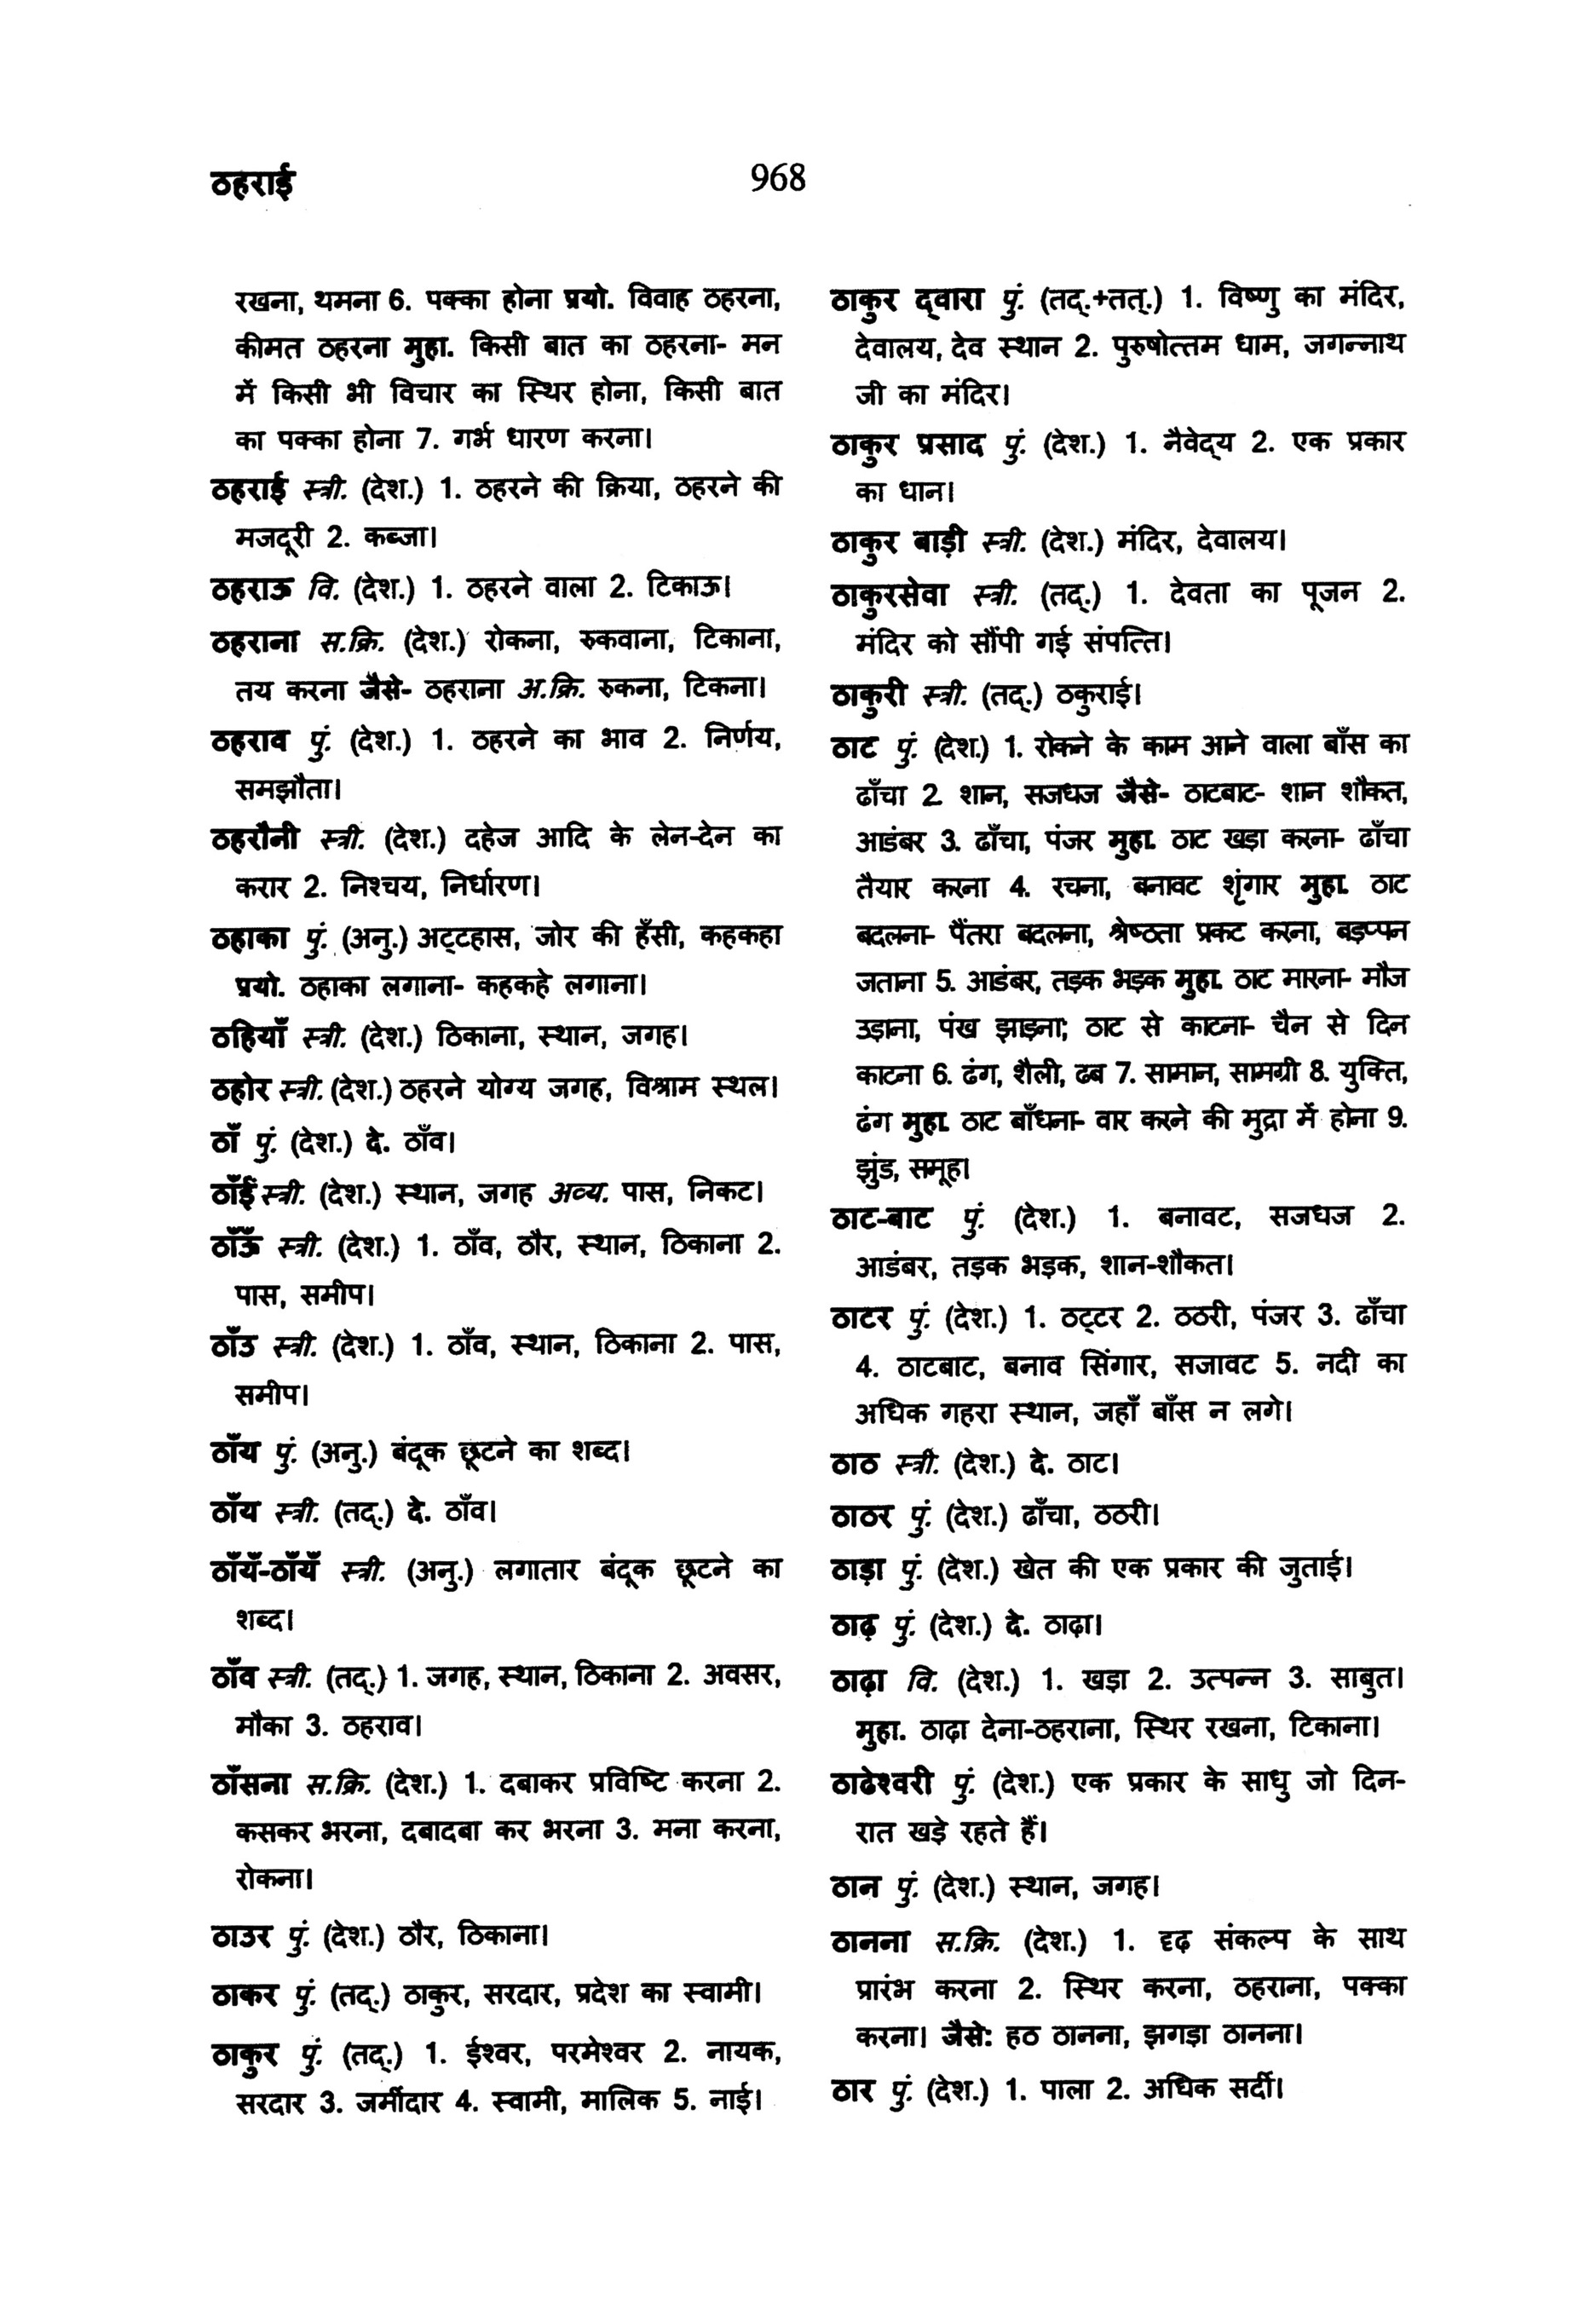 ठहराई
968
रखना, थमना 6. पक्का होना प्रयो. विवाह ठहरना,
कीमत ठहरना मुहा. किसी बात का ठहरना- मन
में किसी भी विचार का स्थिर होना, किसी बात
का पक्का होना 7. गर्भ धारण करना।
ठहराई स्त्री. (देश.) 1. ठहरने की क्रिया, ठहरने की
मजदूरी 2. कब्जा।
ठहराऊ वि. (देश.) 1. ठहरने वाला 2. टिकाऊ।
ठहराना स.क्रि. (देश.) रोकना, रुकवाना, टिकाना,
तय करना जैसे- ठहराना अ.क्रि. रुकना, टिकना।
ठहराव पुं. (देश.) 1. ठहरने का भाव 2. निर्णय,
समझौता।
ठहरौनी स्त्री. (देश.) दहेज आदि के लेन-देन का
करार 2. निश्चय, निर्धारण।
ठहाका पुं. (अनु.) अट्टहास, जोर की हँसी, कहकहा
प्रयो. ठहाका लगाना- कहकहे लगाना।
ठहियाँ स्त्री. (देश.) ठिकाना, स्थान, जगह।
ठहोर स्त्री. (देश.) ठहरने योग्य जगह, विश्राम स्थल।
ठाँ पुं. (देश.) दे. ठाँव।
ठाँई स्त्री. (देश.) स्थान, जगह अव्य. पास, निकट।
ठाँऊँ स्त्री. (देश.) 1. ठाँव, ठौर, स्थान, ठिकाना 2.
पास, समीप।
ठाँउ स्त्री. (देश.) 1. ठाँव, स्थान, ठिकाना 2. पास,
समीप।
ठाँय पुं. (अनु.) बंदूक छूटने का शब्द।
ठाँय स्त्री. (तद्.) दे. ठाँव।
ठाँयँ-ठाँयँ स्त्री. (अनु.) लगातार बंदूक छूटने का
शब्द।
ठाँव स्त्री. (तद्.) 1. जगह, स्थान, ठिकाना 2. अवसर,
मौका 3. ठहराव।
ठाँसना स.क्रि. (देश.) 1. दबाकर प्रविष्टि करना 2.
कसकर भरना, दबादबा कर भरना 3. मना करना,
रोकना।
ठाउर पुं. (देश.) ठौर, ठिकाना।
ठाकर पुं. (तद्.) ठाकुर, सरदार, प्रदेश का स्वामी।
ठाकुर पुं. (तद्.) 1. ईश्वर, परमेश्वर 2. नायक,
सरदार 3. जमींदार 4. स्वामी, मालिक 5. नाई।
ठाकुर द्वारा पुं. (तद्.+तत्.) 1. विष्णु का मंदिर,
देवालय, देव स्थान 2. पुरुषोत्तम धाम, जगन्नाथ
जी का मंदिर।
ठाकुर प्रसाद पुं. (देश.) 1. नैवेद्य 2. एक प्रकार
का धान।
ठाकुर बाड़ी स्त्री. (देश.) मंदिर, देवालय।
ठाकुरसेवा स्त्री. (तद्.) 1. देवता का पूजन 2.
मंदिर को सौंपी गई संपत्ति।
ठाकुरी स्त्री. (तद्.) ठकुराई।
ठाट पुं. (देश.) 1. रोकने के काम आने वाला बाँस का
ढाँचा 2. शान, सजधज जैसे- ठाटबाट- शान शौकत,
आडंबर 3. ढाँचा, पंजर मुहा. ठाट खड़ा करना- ढाँचा
तैयार करना 4. रचना, बनावट शृंगार मुहा. ठाट
बदलना- पैंतरा बदलना, श्रेष्ठता प्रकट करना, बड़प्पन
जताना 5. आडंबर, तड़क भड़क मुहा. ठाट मारना- मौज
उड़ाना, पंख झाड़ना; ठाट से काटना- चैन से दिन
काटना 6. ढंग, शैली, ढब 7. सामान, सामग्री 8. युक्ति,
ढंग मुहा. ठाट बाँधना- वार करने की मुद्रा में होना 9.
झुंड, समूह।
ठाट-बाट पुं. (देश.) 1. बनावट, सजधज 2.
आडंबर, तड़क भड़क, शान-शौकत।
ठाटर पुं. (देश.) 1. ठट्टर 2. ठठरी, पंजर 3. ढाँचा
4. ठाटबाट, बनाव सिंगार, सजावट 5. नदी का
अधिक गहरा स्थान, जहाँ बाँस न लगे।
ठाठ स्त्री. (देश.) दे. ठाट।
ठाठर पुं. (देश.) ढाँचा, ठठरी।
ठाड़ा पुं. (देश.) खेत की एक प्रकार की जुताई।
ठाढ़ पुं. (देश.) दे. ठाढ़ा।
ठाढ़ा वि. (देश.) 1. खड़ा 2. उत्पन्न 3. साबुत।
मुहा. ठाढ़ा देना-ठहराना, स्थिर रखना, टिकाना।
ठाढेश्वरी पुं. (देश.) एक प्रकार के साधु जो दिन-
रात खड़े रहते हैं।
ठान पुं. (देश.) स्थान, जगह।
ठानना स.क्रि. (देश.) 1. दृढ़ संकल्प के साथ
प्रारंभ करना 2. स्थिर करना, ठहराना, पक्का
करना। जैसे: हठ ठानना, झगड़ा ठानना।
ठार पुं. (देश.) 1. पाला 2. अधिक सर्दी।